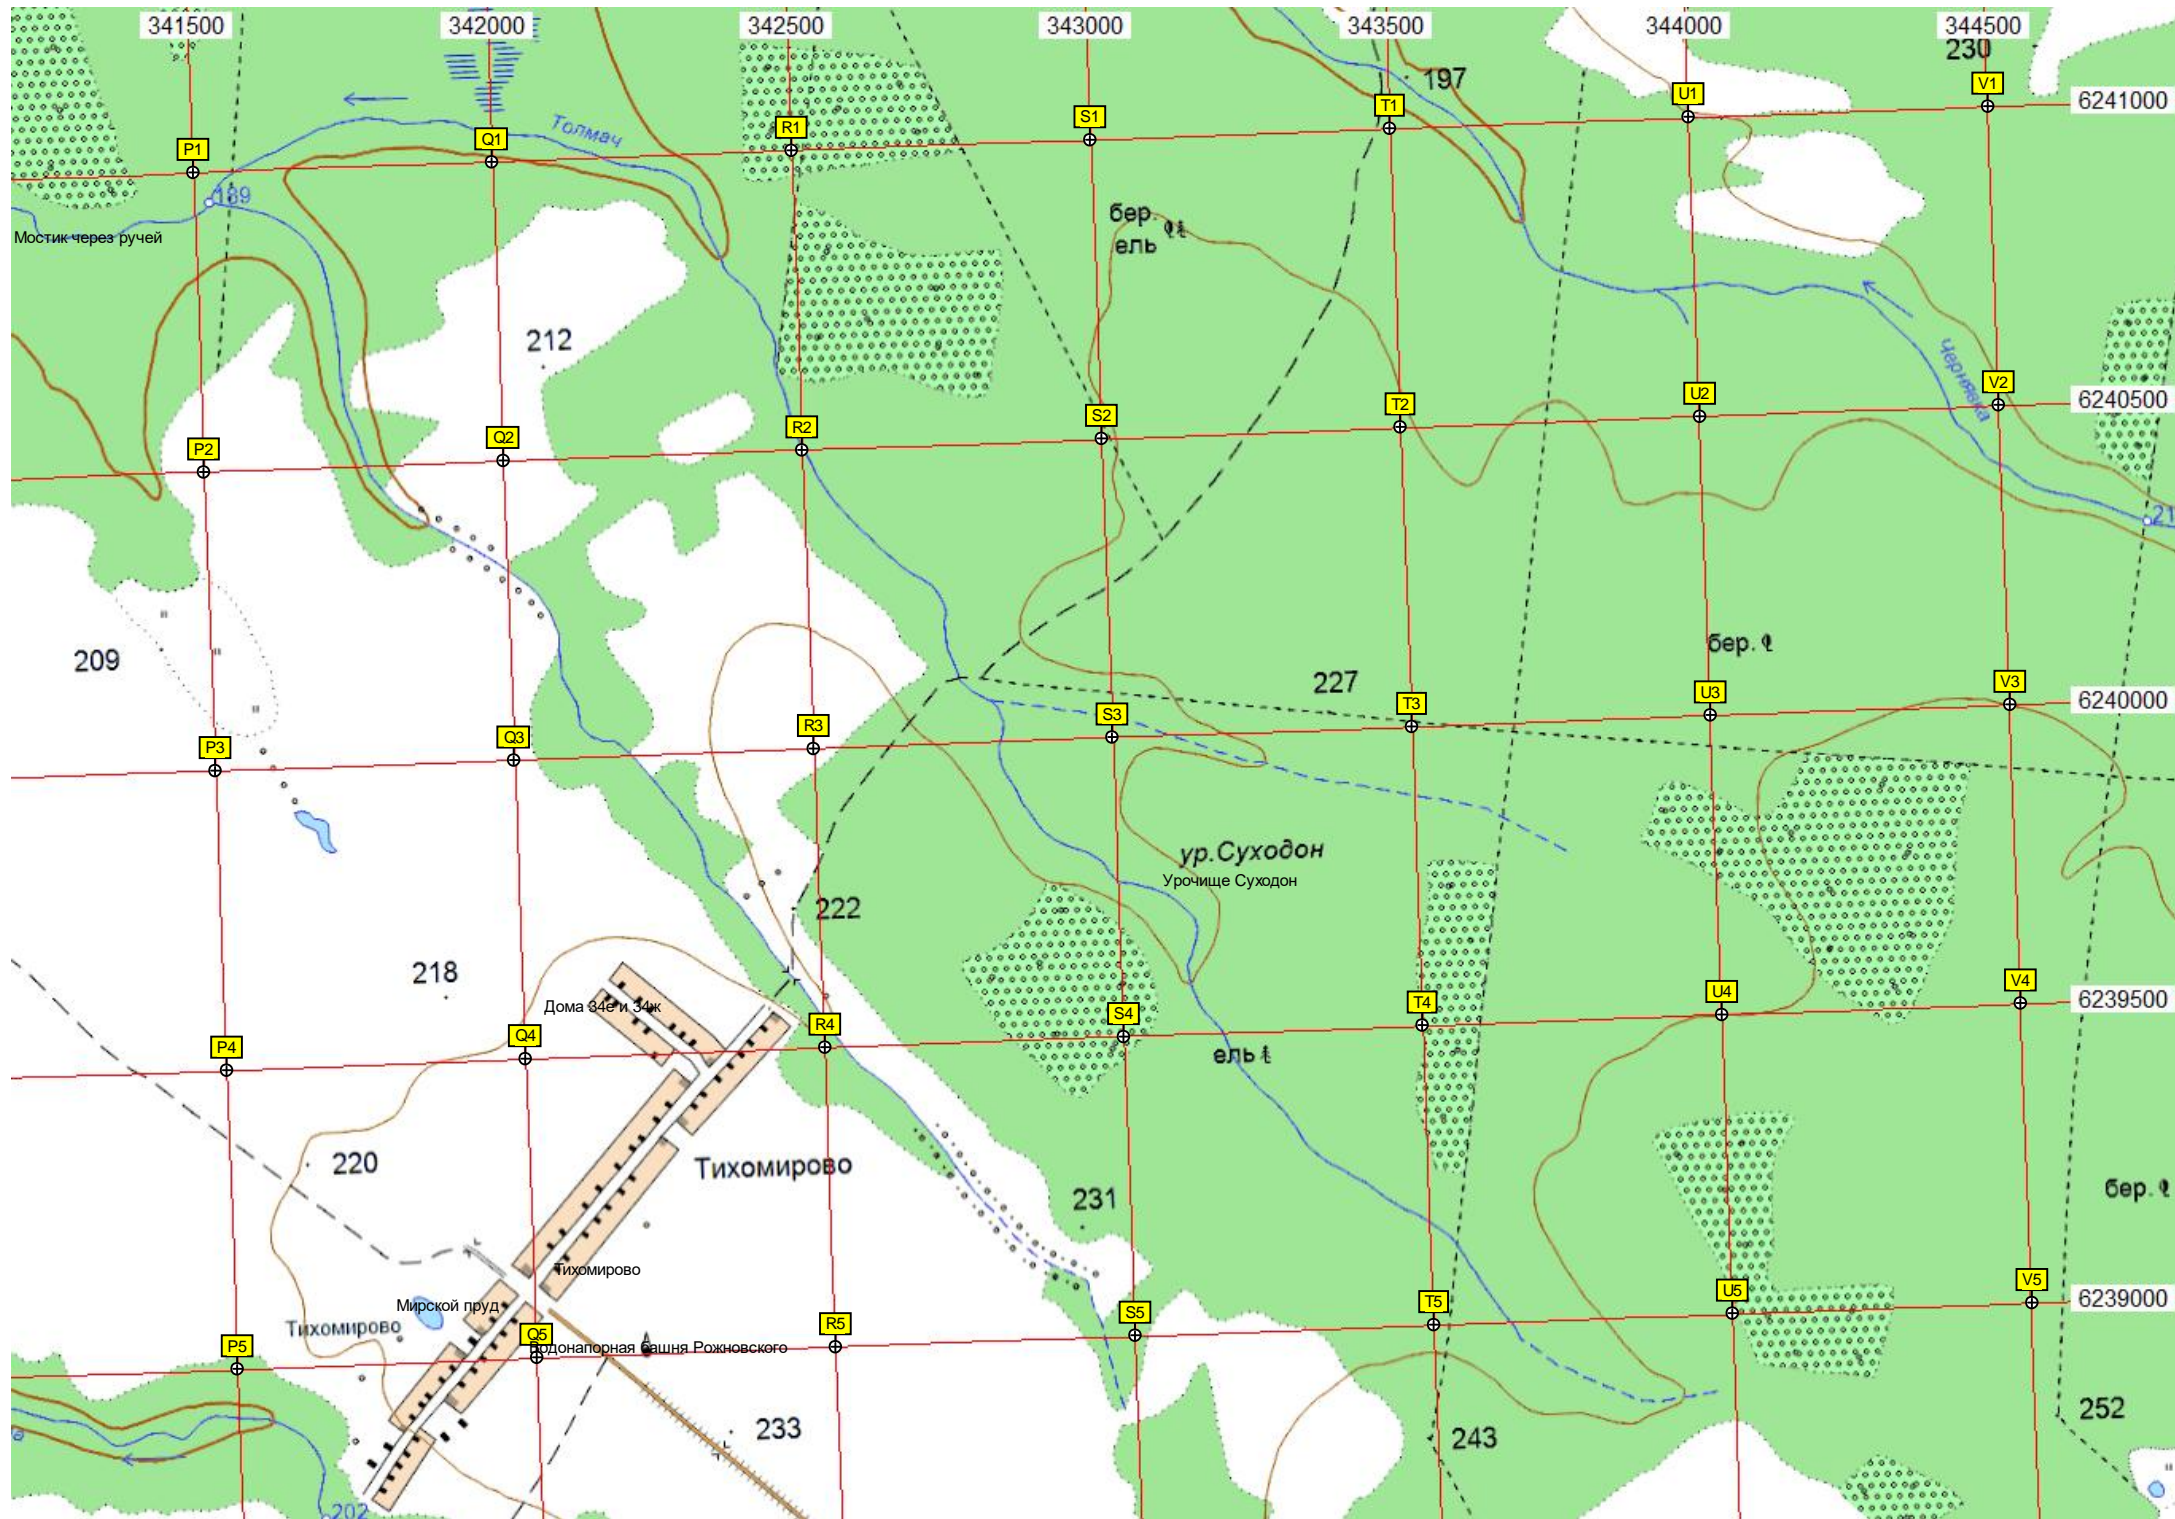 341500 342000 342500 343000 343500 344000 344500
230
197
V1
U1
6241000
T1
S1
R1
Толмач
Q1
P1
189
бер.
ель
Мостик через ручей
212
Чернявка
V2
U2
6240500
T2
S2
R2
Q2
P2
21
209
бер.
227
V3
U3
6240000
T3
S3
R3
Q3
P3
ур.Суходон
Урочище Суходон
222
218
Дома 34е и 34ж
V4
U4
6239500
T4
S4
R4
Q4
P4
ель
220
Тихомирово
231
бер.
Тихомирово
Мирской пруд
Тихомирово
V5
U5
6239000
T5
S5
R5
Q5
P5
Водонапорная башня Рожновского
233
243
252
202